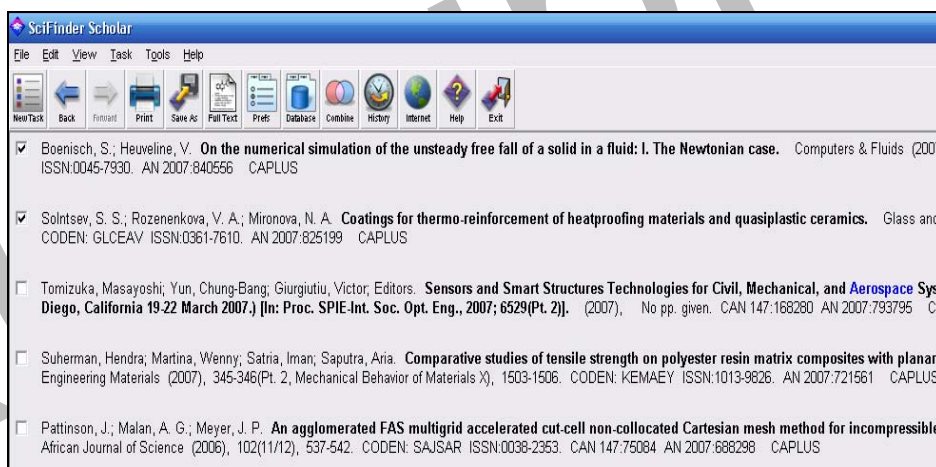 SciFinder Scholar
File Edit View Task Tools Help
New Task Back Forward Print Save As Full Text Prefs Database Combine History Internet Help Exit
Boenisch, S.; Heuveline, V. On the numerical simulation of the unsteady free fall of a solid in a fluid: I. The Newtonian case. Computers & Fluids (200
ISSN:0045-7930. AN 2007:840556 CAPLUS
Solntsev, S. S.; Rozenenkova, V. A.; Mironova, N. A. Coatings for thermo-reinforcement of heatproofing materials and quasiplastic ceramics. Glass and
CODEN: GLCEAV ISSN:0361-7610. AN 2007:825199 CAPLUS
Tomizuka, Masayoshi; Yun, Chung-Bang; Giurgiutiu, Victor; Editors. Sensors and Smart Structures Technologies for Civil, Mechanical, and Aerospace Sys
Diego, California 19-22 March 2007.) [In: Proc. SPIE-Int. Soc. Opt. Eng., 2007; 6529(Pt. 2)]. (2007), No pp. given. CAN 147:168280 AN 2007:793795 C
Suherman, Hendra; Martina, Wenny; Satria, Iman; Saputra, Aria. Comparative studies of tensile strength on polyester resin matrix composites with planar
Engineering Materials (2007), 345-346(Pt. 2, Mechanical Behavior of Materials X), 1503-1506. CODEN: KEMAEY ISSN:1013-9826. AN 2007:721561 CAPLUS
Pattinson, J.; Malan, A. G.; Meyer, J. P. An agglomerated FAS multigrid accelerated cut-cell non-collocated Cartesian mesh method for incompressible
African Journal of Science (2006), 102(11/12), 537-542. CODEN: SAJSAR ISSN:0038-2353. CAN 147:75084 AN 2007:688298 CAPLUS